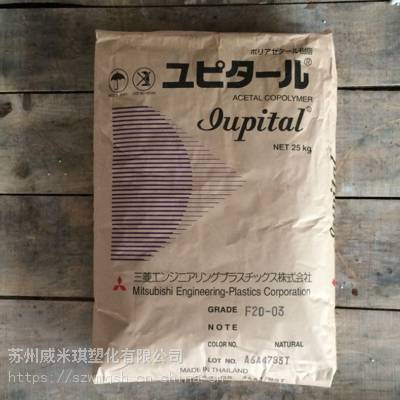 ポリアセタール樹脂
ユピタール®
ACETAL COPOLYMER
Iupital®
NET 25kg
三菱エンジニアリングプラスチックス株式会社
Mitsubishi Engineering-Plastics Corporation
GRADE F20-03
NOTE
COLOR NO. NATURAL
LOT NO. A6A4793T
MADE IN THAILAND
苏州威米琪塑化有限公司